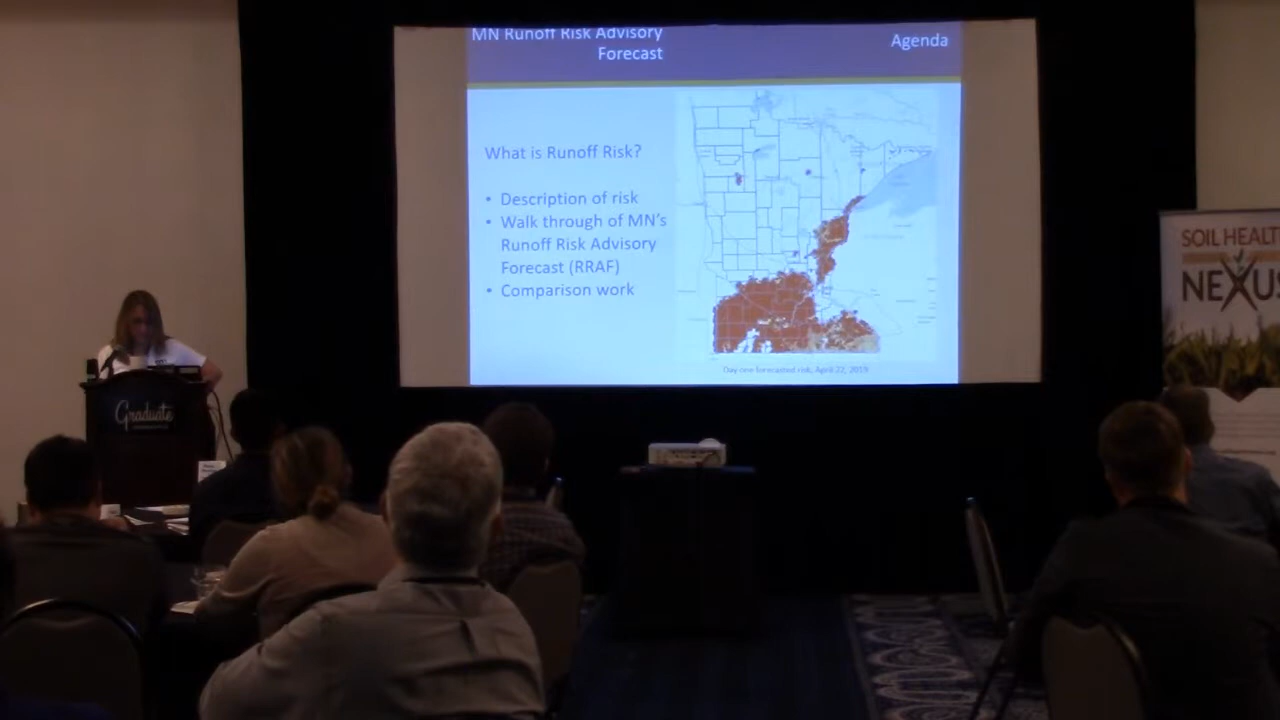 MN Runoff Risk Advisory
Forecast
Agenda
What is Runoff Risk?
• Description of risk
• Walk through of MN's
Runoff Risk Advisory
Forecast (RRAF)
• Comparison work
Day one forecasted risk, April 22, 2019
Graduate
SOIL HEALT
NEXUS